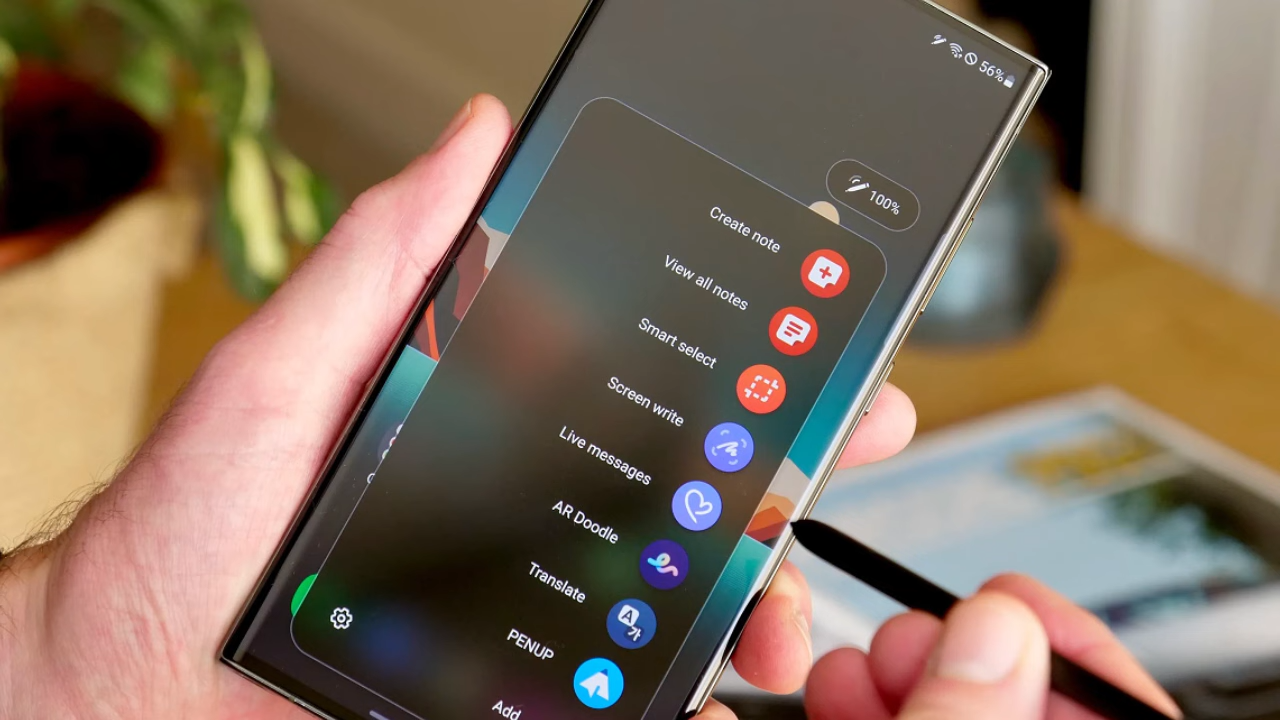 56%
100%
Create note
View all notes
Smart select
Screen write
Live messages
AR Doodle
Translate
PENUP
Add